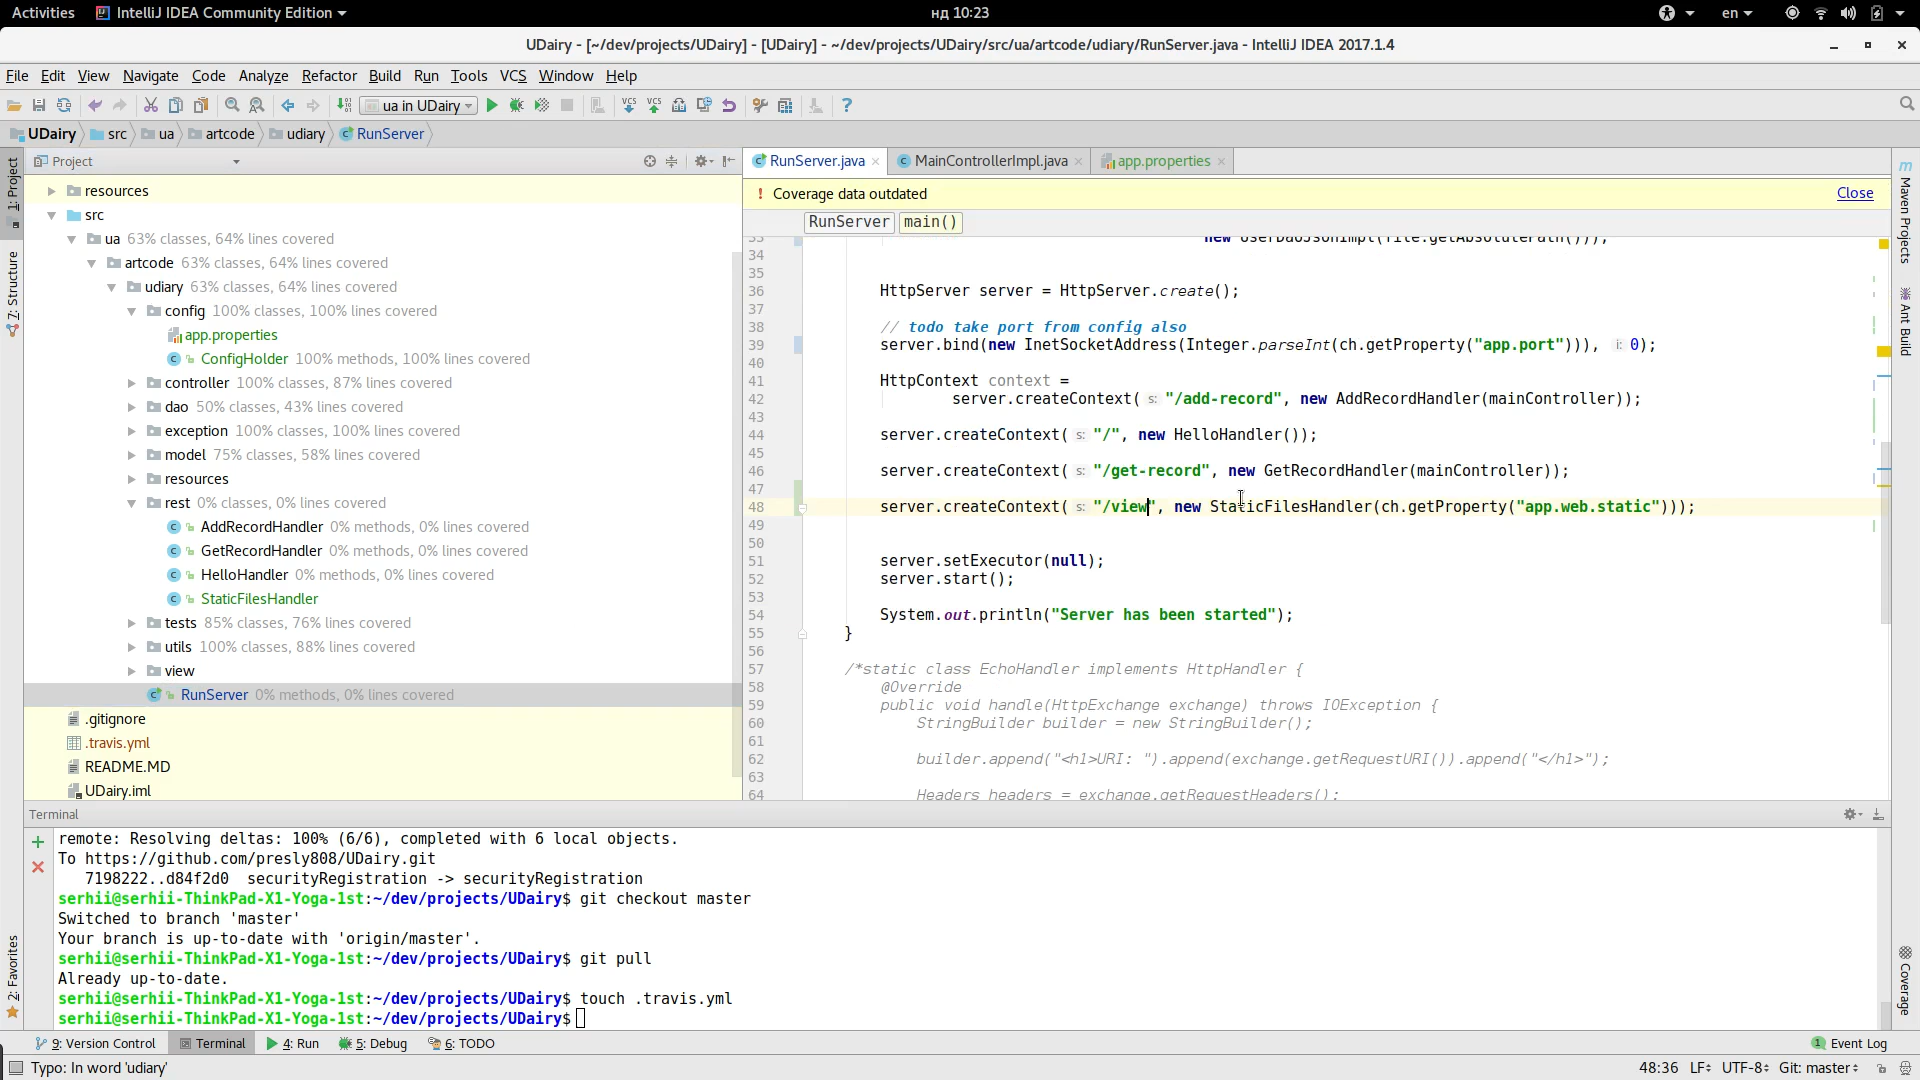 Activities IntelliJ IDEA Community Edition нд 10:23 en
UDairy - [~/dev/projects/UDairy] - [UDairy] - ~/dev/projects/UDairy/src/ua/artcode/udiary/RunServer.java - IntelliJ IDEA 2017.1.4
File Edit View Navigate Code Analyze Refactor Build Run Tools VCS Window Help
ua in UDairy
UDairy src ua artcode udiary RunServer
Project
resources
src
ua 63% classes, 64% lines covered
artcode 63% classes, 64% lines covered
udiary 63% classes, 64% lines covered
config 100% classes, 100% lines covered
app.properties
ConfigHolder 100% methods, 100% lines covered
controller 100% classes, 87% lines covered
dao 50% classes, 43% lines covered
exception 100% classes, 100% lines covered
model 75% classes, 58% lines covered
resources
rest 0% classes, 0% lines covered
AddRecordHandler 0% methods, 0% lines covered
GetRecordHandler 0% methods, 0% lines covered
HelloHandler 0% methods, 0% lines covered
StaticFilesHandler
tests 85% classes, 76% lines covered
utils 100% classes, 88% lines covered
view
RunServer 0% methods, 0% lines covered
.gitignore
.travis.yml
README.MD
UDairy.iml
1: Project
7: Structure
2: Favorites
RunServer.java MainControllerImpl.java app.properties
Coverage data outdated Close
RunServer main()
33 new UserDaoJsonImpl(file.getAbsolutePath()));
34
35
36 HttpServer server = HttpServer.create();
37
38 // todo take port from config also
39 server.bind(new InetSocketAddress(Integer.parseInt(ch.getProperty("app.port"))), i: 0);
40
41 HttpContext context =
42 server.createContext( s: "/add-record", new AddRecordHandler(mainController));
43
44 server.createContext( s: "/", new HelloHandler());
45
46 server.createContext( s: "/get-record", new GetRecordHandler(mainController));
47
48 server.createContext( s: "/view", new StaticFilesHandler(ch.getProperty("app.web.static")));
49
50
51 server.setExecutor(null);
52 server.start();
53
54 System.out.println("Server has been started");
55 }
56
57 /*static class EchoHandler implements HttpHandler {
58 @Override
59 public void handle(HttpExchange exchange) throws IOException {
60 StringBuilder builder = new StringBuilder();
61
62 builder.append("<h1>URI: ").append(exchange.getRequestURI()).append("</h1>");
63
64 Headers headers = exchange.getRequestHeaders();
Maven Projects
Ant Build
Coverage
Terminal
remote: Resolving deltas: 100% (6/6), completed with 6 local objects.
To https://github.com/presly808/UDairy.git
7198222..d84f2d0 securityRegistration -> securityRegistration
serhii@serhii-ThinkPad-X1-Yoga-1st:~/dev/projects/UDairy$ git checkout master
Switched to branch 'master'
Your branch is up-to-date with 'origin/master'.
serhii@serhii-ThinkPad-X1-Yoga-1st:~/dev/projects/UDairy$ git pull
Already up-to-date.
serhii@serhii-ThinkPad-X1-Yoga-1st:~/dev/projects/UDairy$ touch .travis.yml
serhii@serhii-ThinkPad-X1-Yoga-1st:~/dev/projects/UDairy$
9: Version Control Terminal 4: Run 5: Debug 6: TODO 1 Event Log
Typo: In word 'udiary' 48:36 LF UTF-8 Git: master